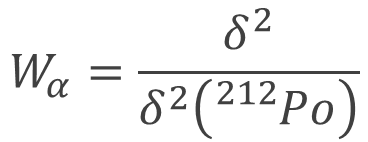 W_α = δ² / δ²(²¹²Po)